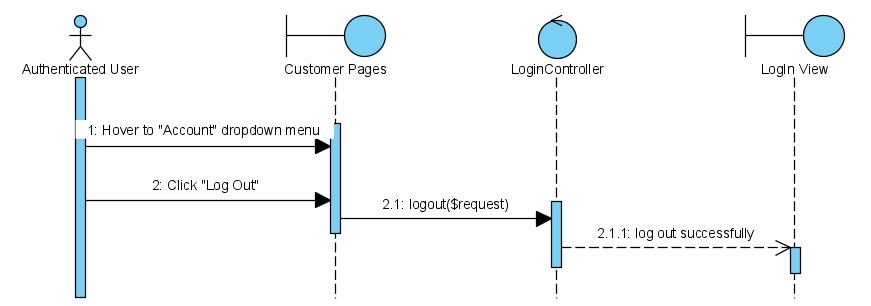 Authenticated User
Customer Pages
LoginController
LogIn View
1: Hover to "Account" dropdown menu
2: Click "Log Out"
2.1: logout($request)
2.1.1: log out successfully